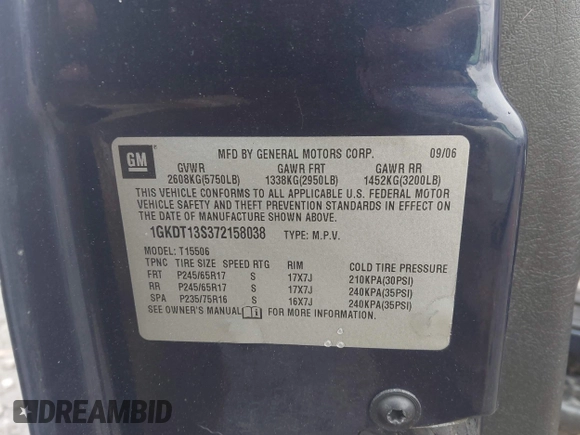 GM
MFD BY GENERAL MOTORS CORP. 09/06
GVWR GAWR FRT GAWR RR
2608KG(5750LB) 1338KG(2950LB) 1452KG(3200LB)
THIS VEHICLE CONFORMS TO ALL APPLICABLE U.S. FEDERAL MOTOR
VEHICLE SAFETY AND THEFT PREVENTION STANDARDS IN EFFECT ON
THE DATE OF MANUFACTURE SHOWN ABOVE.
1GKDT13S372158038 TYPE: M.P.V.
MODEL: T15506
TPNC TIRE SIZE SPEED RTG RIM COLD TIRE PRESSURE
FRT P245/65R17 S 17X7J 210KPA(30PSI)
RR P245/65R17 S 17X7J 240KPA(35PSI)
SPA P235/75R16 S 16X7J 240KPA(35PSI)
SEE OWNER'S MANUAL FOR MORE INFORMATION.
DREAMBID